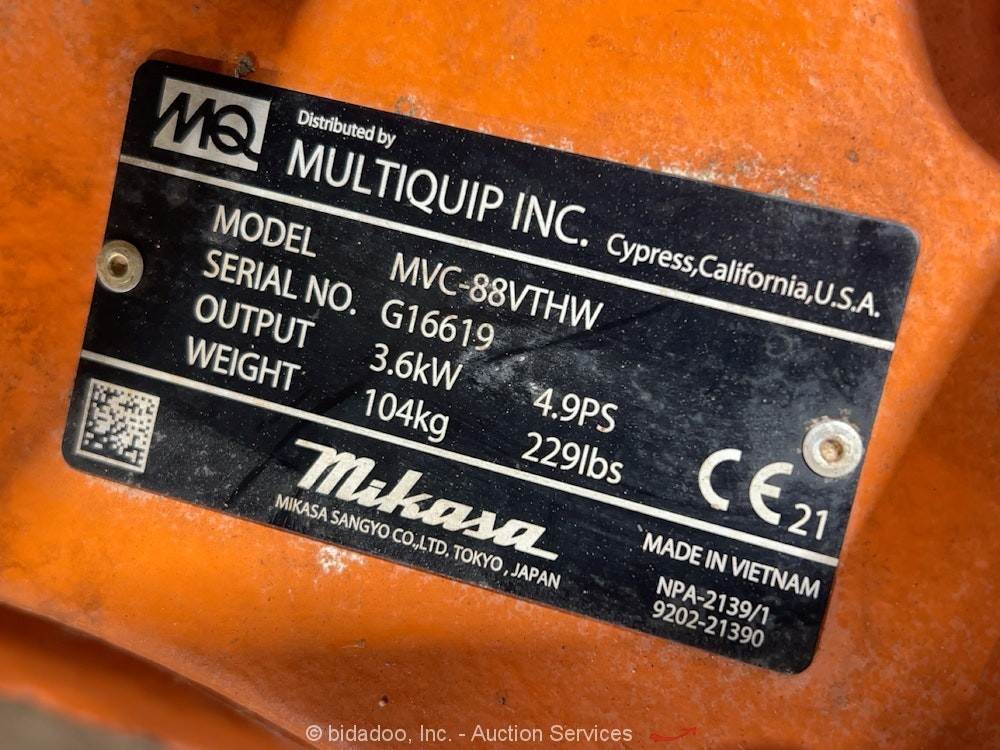 MQ
Distributed by
MULTIQUIP INC. Cypress,California,U.S.A.
MODEL MVC-88VTHW
SERIAL NO. G16619
OUTPUT 3.6kW 4.9PS
WEIGHT 104kg 229lbs
Mikasa
MIKASA SANGYO CO.,LTD. TOKYO, JAPAN
CE 21
MADE IN VIETNAM
NPA-2139/1
9202-21390
© bidadoo, Inc. - Auction Services